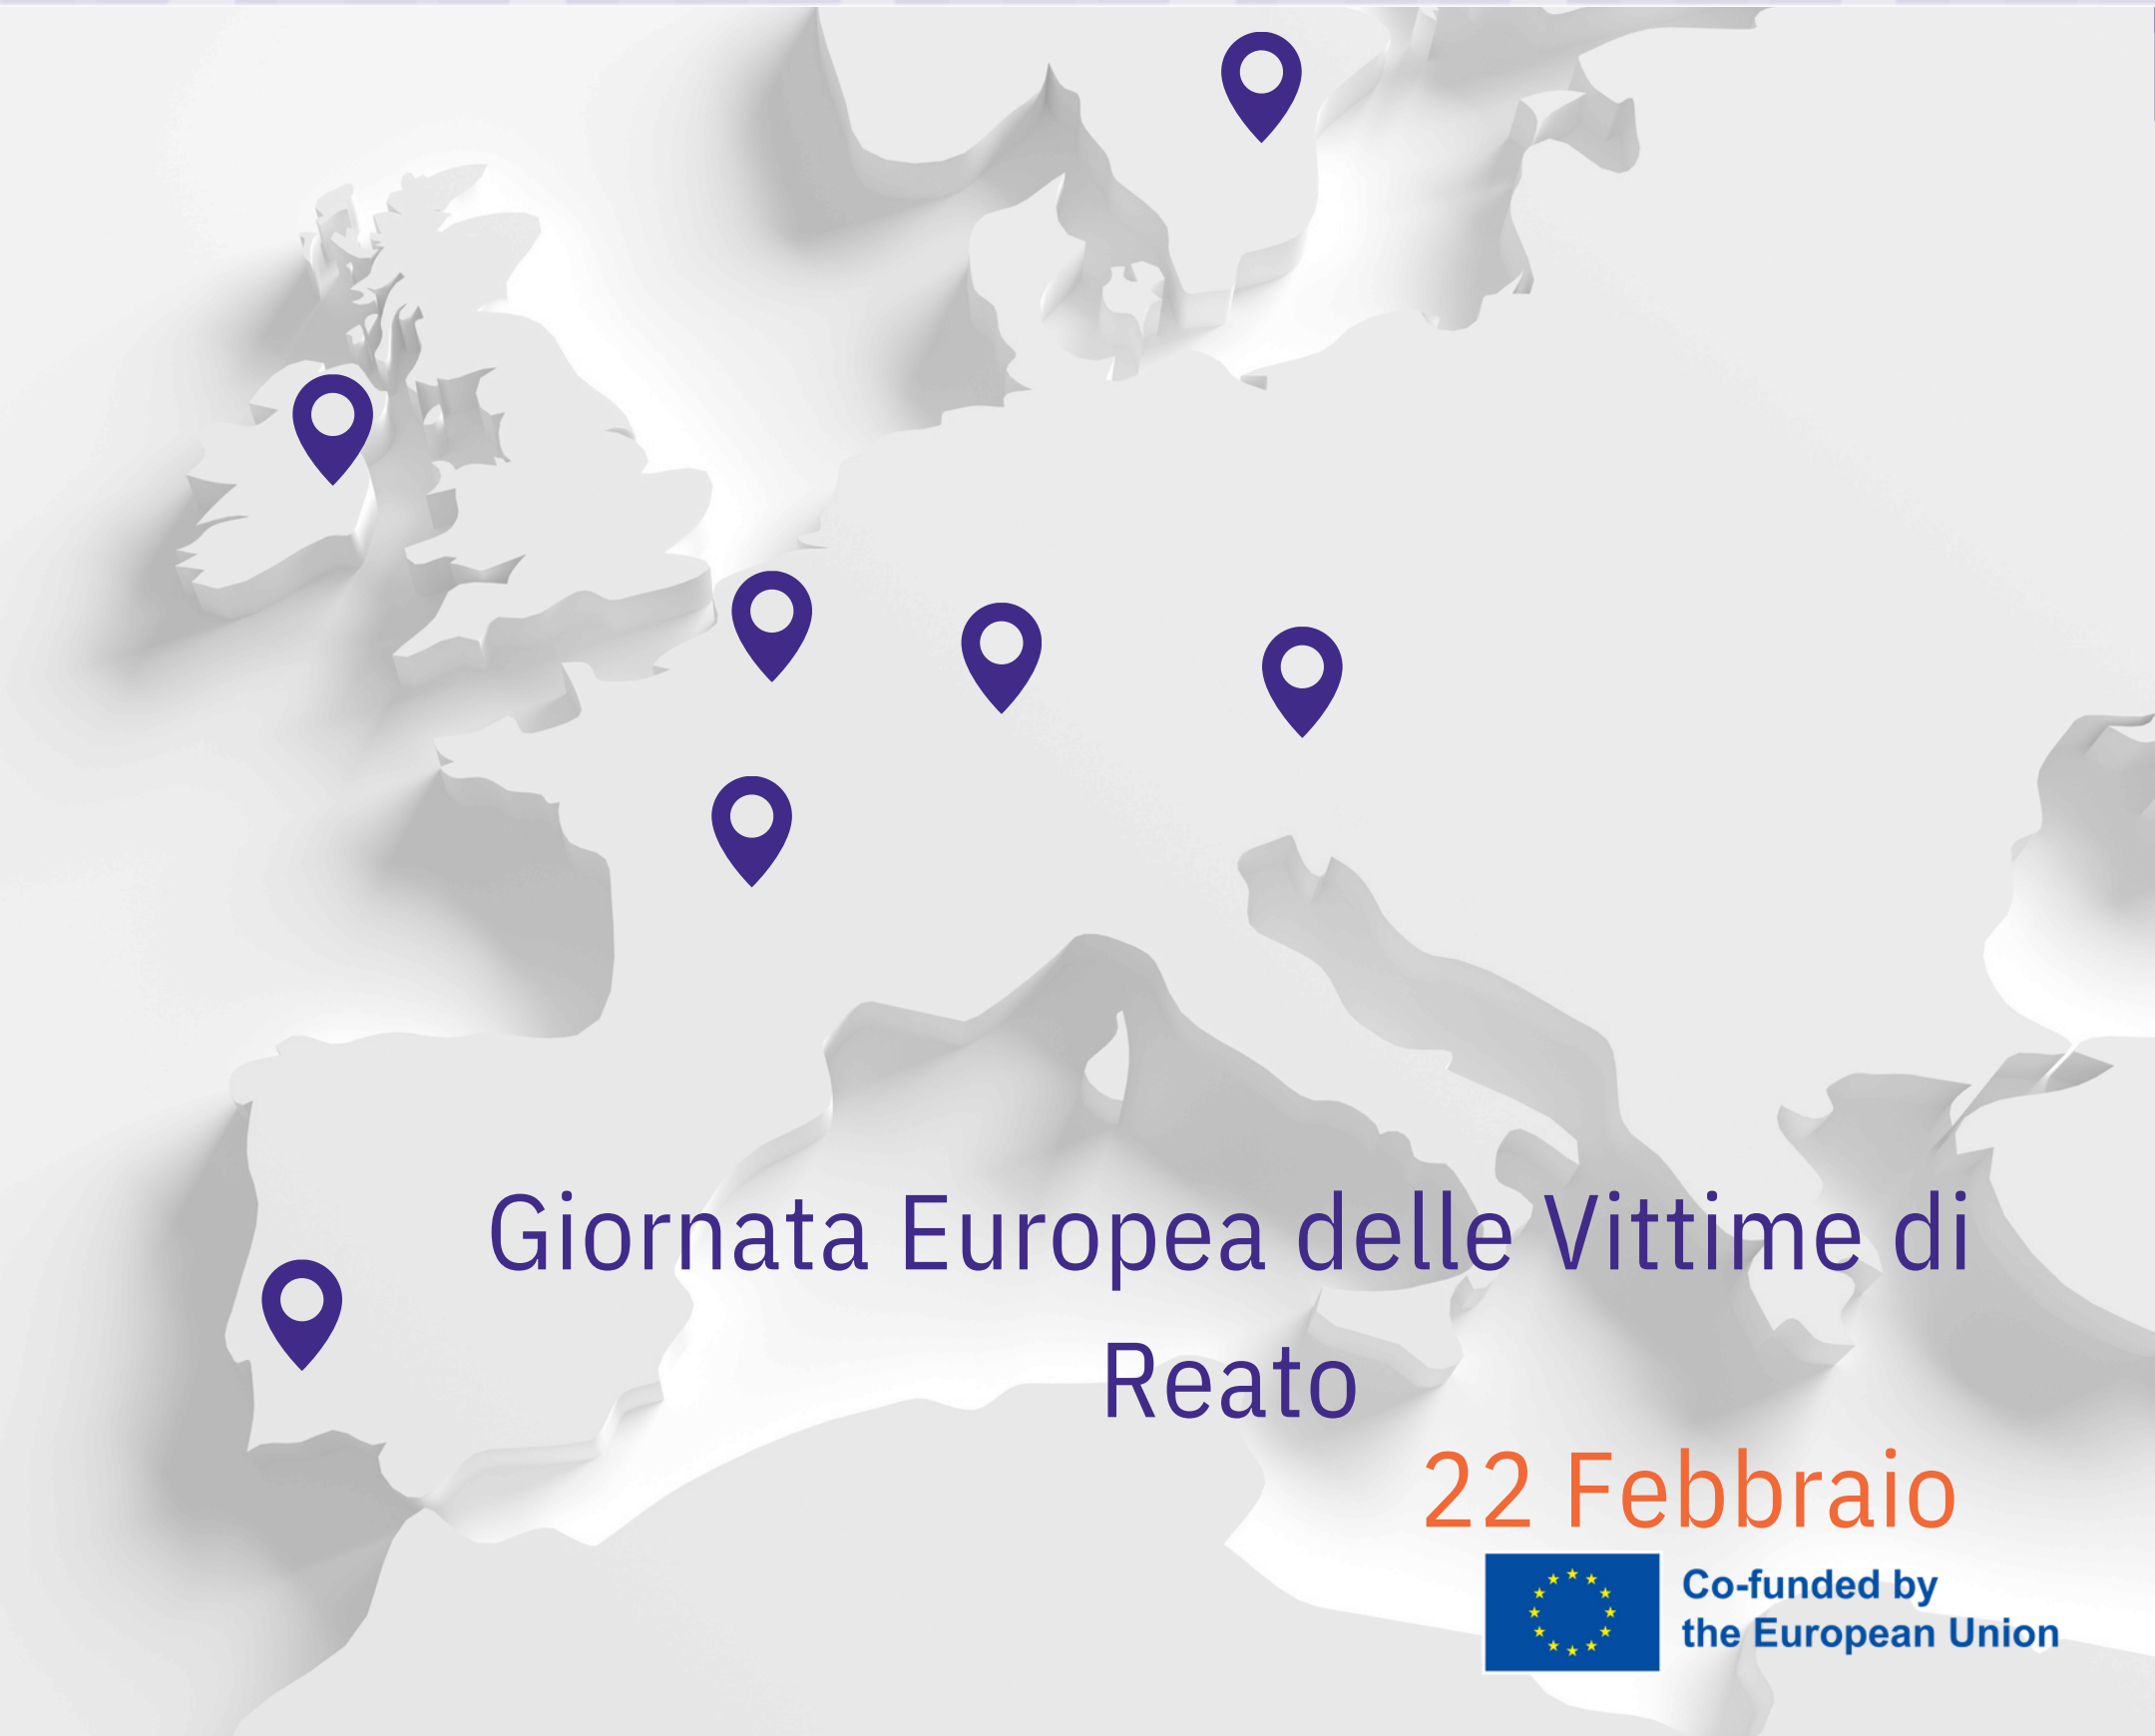 Giornata Europea delle Vittime di
Reato
22 Febbraio
Co-funded by
the European Union